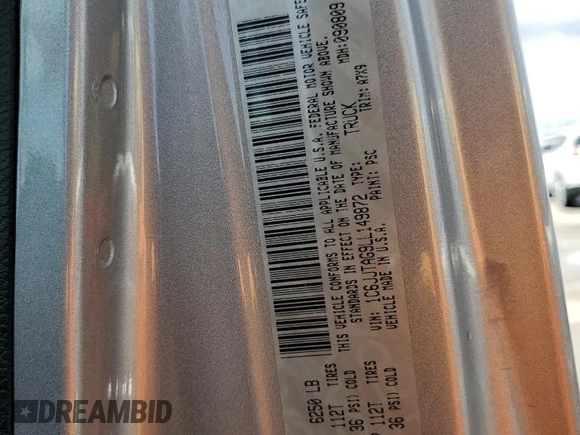 6250 LB
112T TIRES
36 PSI) COLD
THIS VEHICLE CONFORMS TO ALL APPLICABLE U.S.A. FEDERAL MOTOR VEHICLE SAFE
STANDARDS IN EFFECT ON THE DATE OF MANUFACTURE SHOWN ABOVE.
VIN: 1C6JJTAG9LL149872 TYPE: TRUCK MDH: 090809
VEHICLE MADE IN U.S.A. PAINT: PSC TRIM: A7X9
112T TIRES
36 PSI) COLD
DREAMBID